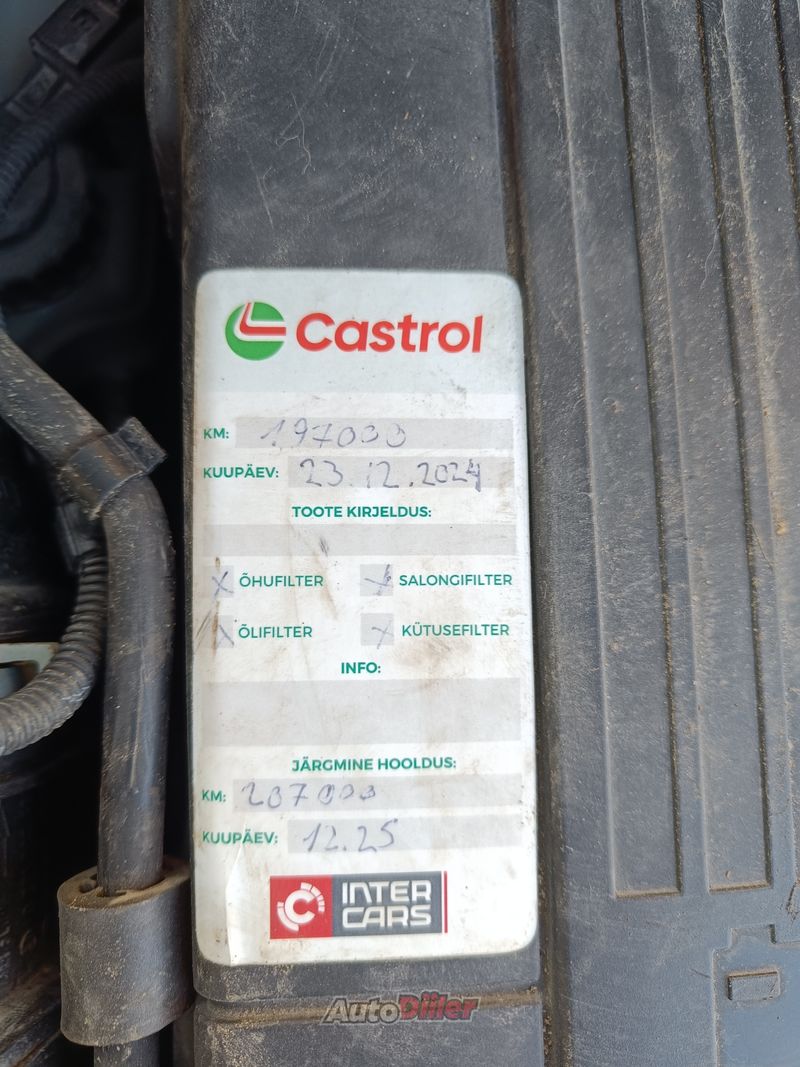 Castrol
KM: 197000
KUUPÄEV: 23.12.2024
TOOTE KIRJELDUS:
X ÕHUFILTER X SALONGIFILTER
X ÕLIFILTER X KÜTUSEFILTER
INFO:
JÄRGMINE HOOLDUS:
KM: 207000
KUUPÄEV: 12.25
INTER
CARS
AutoDiiler